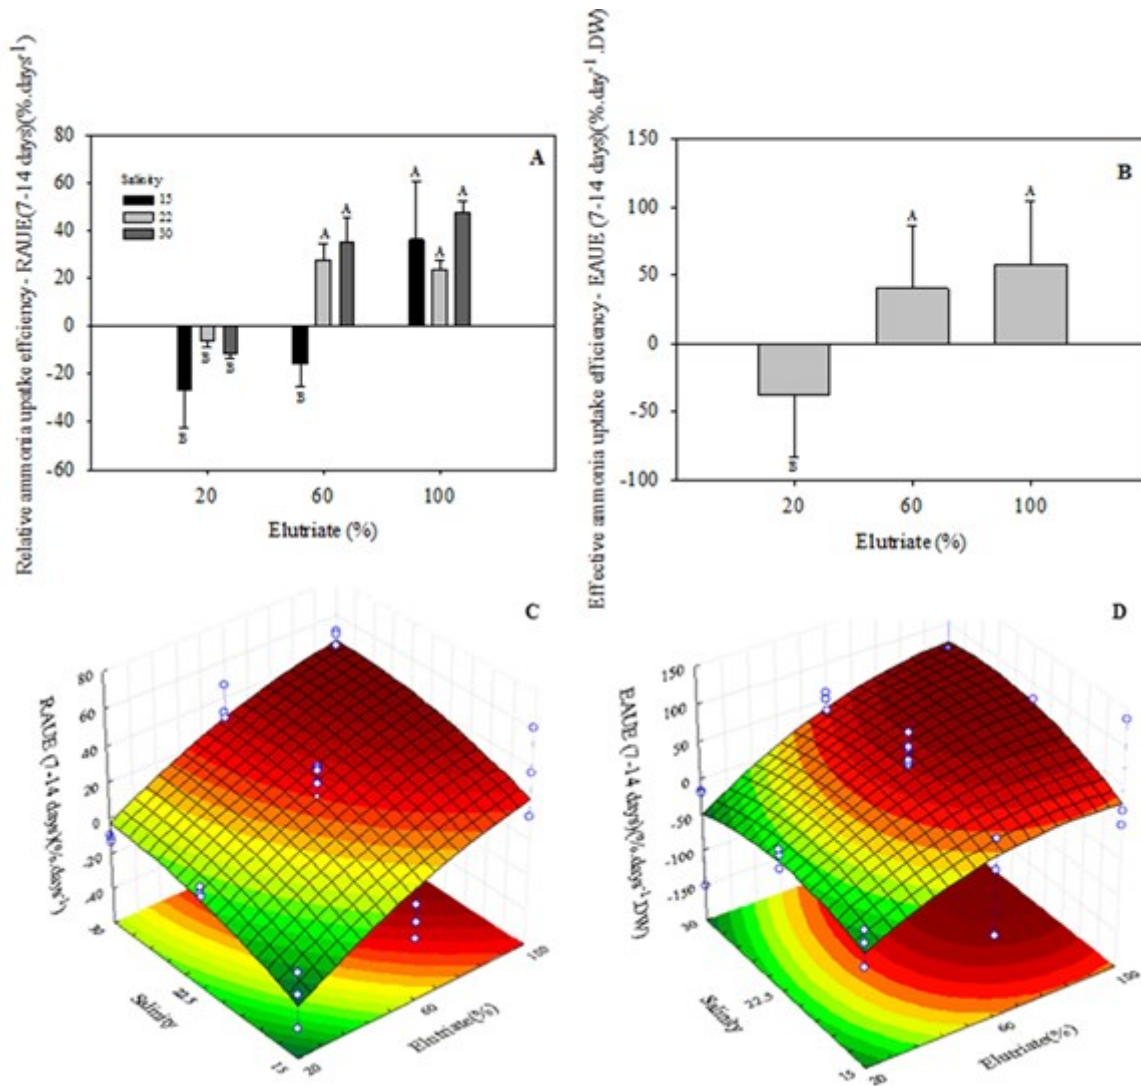 Relative ammonia uptake effciency - RAUE(7-14 days)(%.days-1)
80
60
40
20
0
-20
-40
-60
A
Salinity
15
22
30
A
A
A
A
A
B
B
B
B
20
60
100
Elutriate (%)
Effective ammonia uptake efficiency - EAUE (7-14 days)(%.day-1.DW)
150
100
50
0
-50
-100
B
A
A
B
20
60
100
Elutriate (%)
C
RAUE (7-14 days)(%.days-1)
80
60
40
20
0
-20
-40
30
22.5
15
Salinity
20
60
100
Elutriate(%)
D
EAUE (7-14 days)(%.days-1.DW)
150
100
50
0
-50
-100
-150
30
22.5
15
Salinity
20
60
100
Elutriate(%)